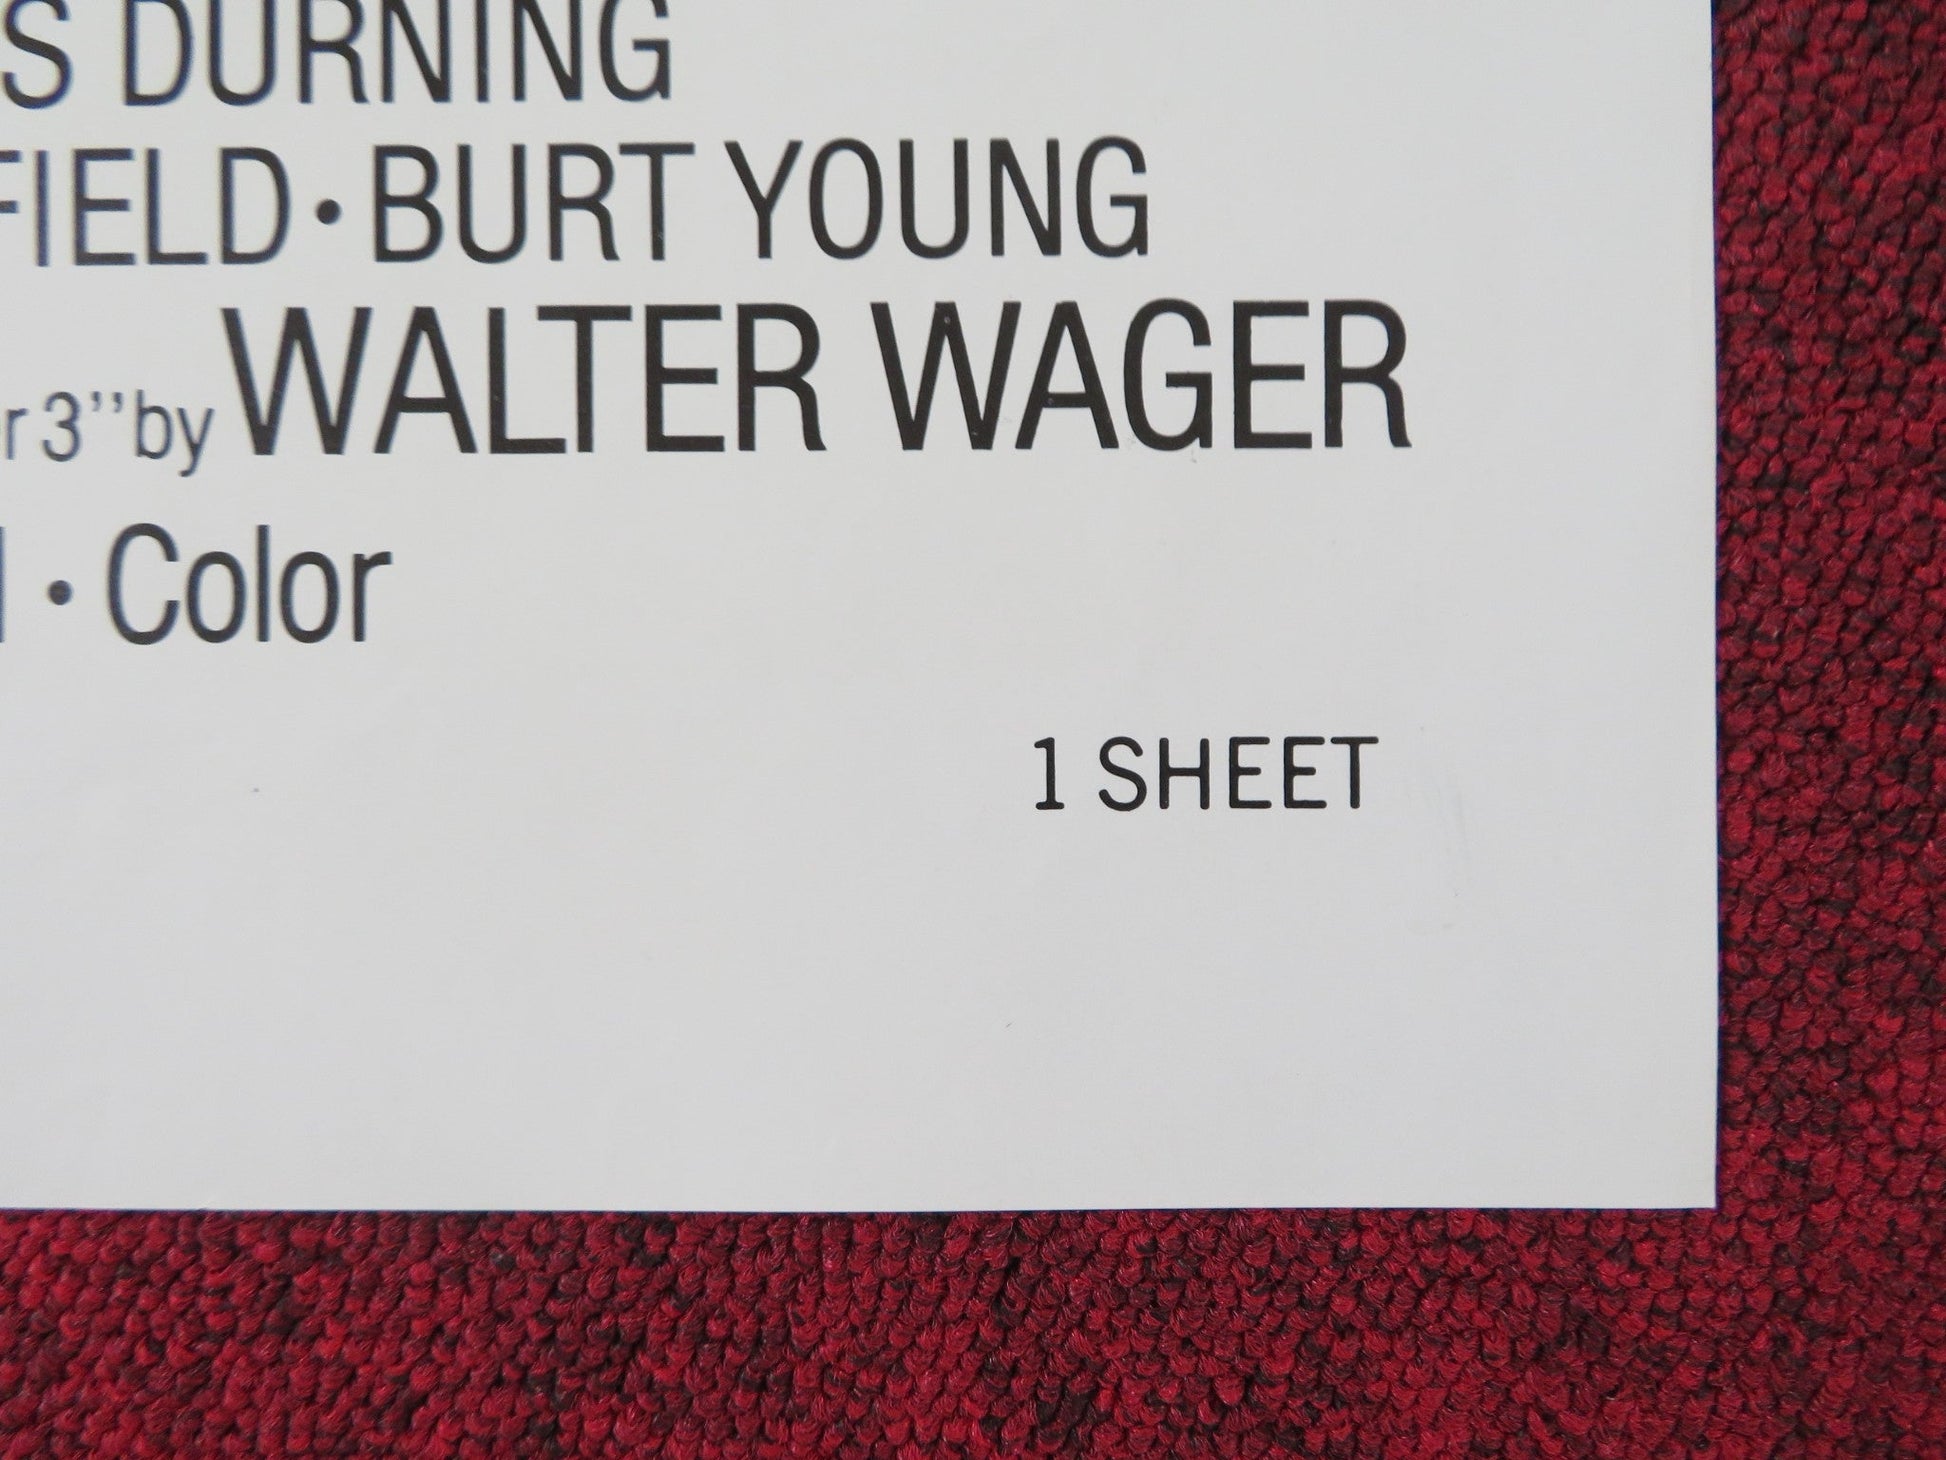 S DURNING
FIELD • BURT YOUNG
r 3" by WALTER WAGER
• Color
1 SHEET